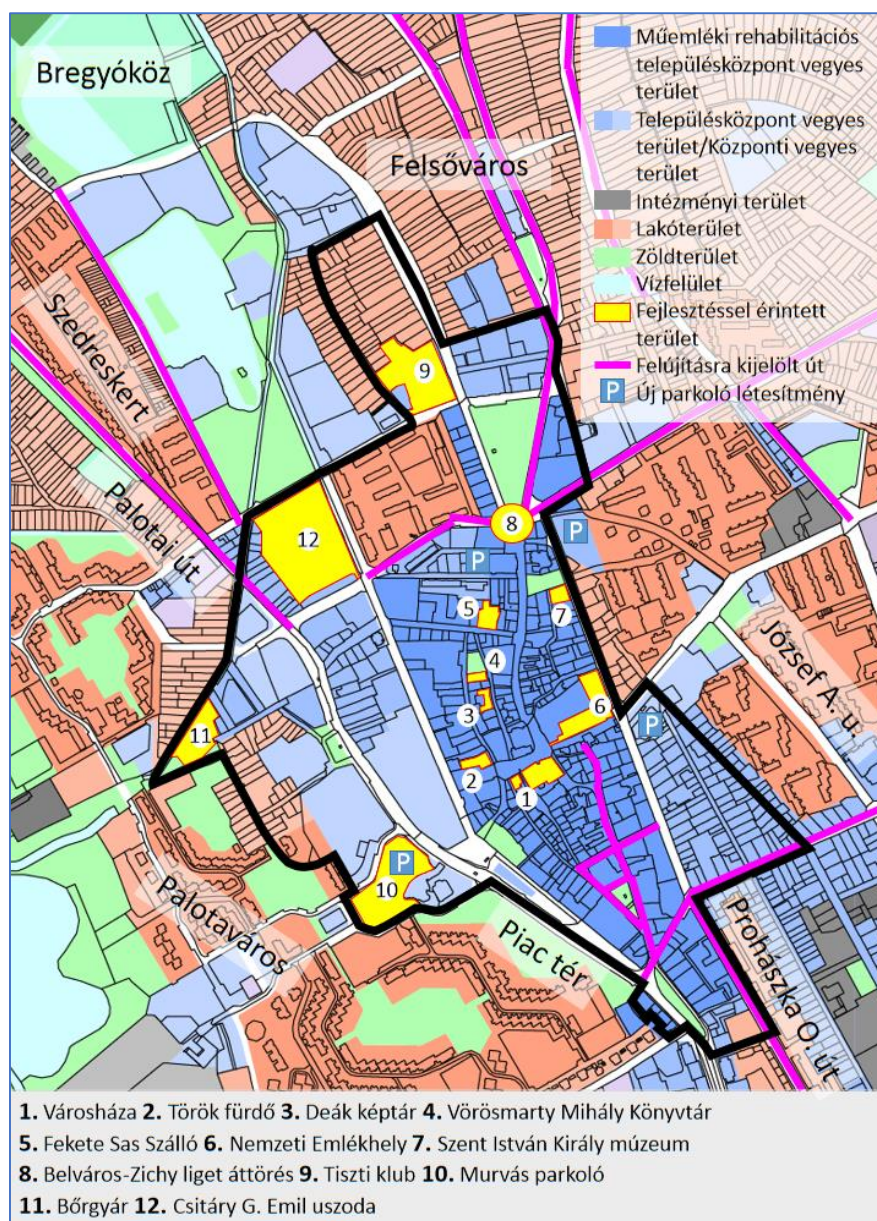 Bregyóköz
Felsőváros
Műemléki rehabilitációs
településközpont vegyes
terület
Településközpont vegyes
terület/Központi vegyes
terület
Intézményi terület
Lakóterület
Zöldterület
Vízfelület
Fejlesztéssel érintett
terület
Felújításra kijelölt út
P Új parkoló létesítmény
Szedreskert
9
Palotai út
12
8
P
P
5
7
4
József A. u.
3
6
P
11
2
1
P
10
Palotaváros
Piac tér
Prohászka O. út
1. Városháza 2. Török fürdő 3. Deák képtár 4. Vörösmarty Mihály Könyvtár
5. Fekete Sas Szálló 6. Nemzeti Emlékhely 7. Szent István Király múzeum
8. Belváros-Zichy liget áttörés 9. Tiszti klub 10. Murvás parkoló
11. Bőrgyár 12. Csitáry G. Emil uszoda